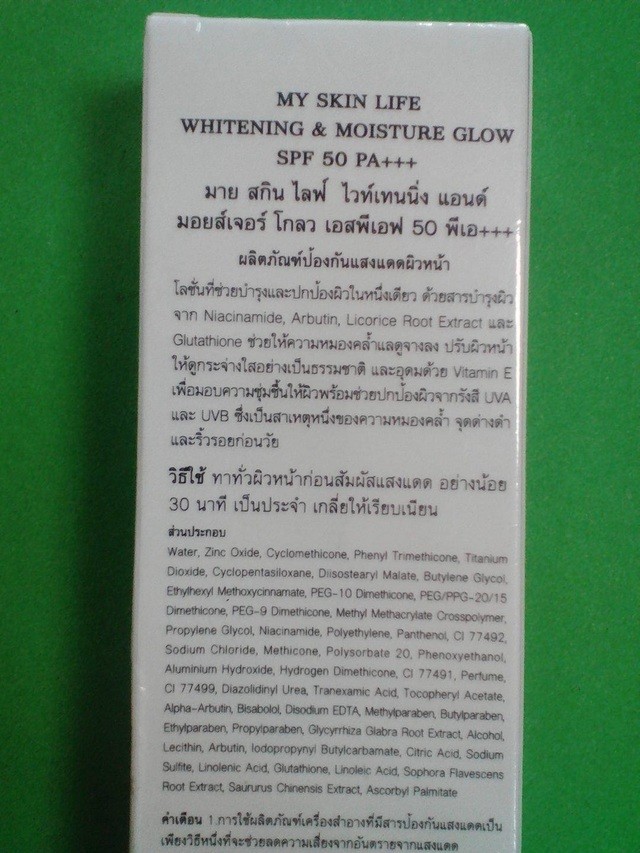 MY SKIN LIFE
WHITENING & MOISTURE GLOW
SPF 50 PA+++
มาย สกิน ไลฟ์ ไวท์เทนนิ่ง แอนด์
มอยส์เจอร์ โกลว เอสพีเอฟ 50 พีเอ+++
ผลิตภัณฑ์ป้องกันแสงแดดผิวหน้า
โลชั่นที่ช่วยบำรุงและปกป้องผิวในหนึ่งเดียว ด้วยสารบำรุงผิว
จาก Niacinamide, Arbutin, Licorice Root Extract และ
Glutathione ช่วยให้ความหมองคล้ำแลดูจางลง ปรับผิวหน้า
ให้ดูกระจ่างใสอย่างเป็นธรรมชาติ และอุดมด้วย Vitamin E
เพื่อมอบความชุ่มชื้นให้ผิวพร้อมช่วยปกป้องผิวจากรังสี UVA
และ UVB ซึ่งเป็นสาเหตุหนึ่งของความหมองคล้ำ จุดด่างดำ
และริ้วรอยก่อนวัย
วิธีใช้ ทาทั่วผิวหน้าก่อนสัมผัสแสงแดด อย่างน้อย
30 นาที เป็นประจำ เกลี่ยให้เรียบเนียน
ส่วนประกอบ
Water, Zinc Oxide, Cyclomethicone, Phenyl Trimethicone, Titanium
Dioxide, Cyclopentasiloxane, Diisostearyl Malate, Butylene Glycol,
Ethylhexyl Methoxycinnamate, PEG-10 Dimethicone, PEG/PPG-20/15
Dimethicone, PEG-9 Dimethicone, Methyl Methacrylate Crosspolymer,
Propylene Glycol, Niacinamide, Polyethylene, Panthenol, CI 77492,
Sodium Chloride, Methicone, Polysorbate 20, Phenoxyethanol,
Aluminium Hydroxide, Hydrogen Dimethicone, CI 77491, Perfume,
CI 77499, Diazolidinyl Urea, Tranexamic Acid, Tocopheryl Acetate,
Alpha-Arbutin, Bisabolol, Disodium EDTA, Methylparaben, Butylparaben,
Ethylparaben, Propylparaben, Glycyrrhiza Glabra Root Extract, Alcohol,
Lecithin, Arbutin, Iodopropynyl Butylcarbamate, Citric Acid, Sodium
Sulfite, Linolenic Acid, Glutathione, Linoleic Acid, Sophora Flavescens
Root Extract, Saururus Chinensis Extract, Ascorbyl Palmitate
คำเตือน 1.การใช้ผลิตภัณฑ์เครื่องสำอางที่มีสารป้องกันแสงแดดเป็น
เพียงวิธีหนึ่งที่จะช่วยลดความเสี่ยงจากอันตรายจากแสงแดด